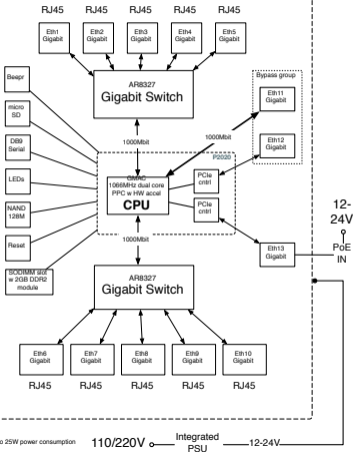 RJ45 RJ45 RJ45 RJ45 RJ45
Eth1 Gigabit
Eth2 Gigabit
Eth3 Gigabit
Eth4 Gigabit
Eth5 Gigabit
AR8327
Gigabit Switch
Beepr
micro SD
DB9 Serial
LEDs
NAND 128M
Reset
SODIMM slot
w 2GB DDR2
module
Bypass group
Eth11 Gigabit
Eth12 Gigabit
1000Mbit
1000Mbit
P2020
GMAC
1066MHz dual core
PPC w HW accel
CPU
PCIe cntrl
PCIe cntrl
1000Mbit
Eth13 Gigabit
12-
24V
PoE
IN
AR8327
Gigabit Switch
Eth6 Gigabit
Eth7 Gigabit
Eth8 Gigabit
Eth9 Gigabit
Eth10 Gigabit
RJ45 RJ45 RJ45 RJ45 RJ45
o 25W power consumption
110/220V
Integrated
PSU
12-24V